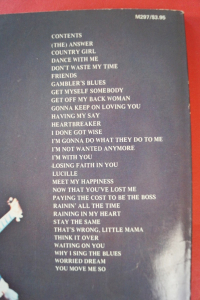 M297/$3.95
CONTENTS
(THE) ANSWER
COUNTRY GIRL
DANCE WITH ME
DON'T WASTE MY TIME
FRIENDS
GAMBLER'S BLUES
GET MYSELF SOMEBODY
GET OFF MY BACK WOMAN
GONNA KEEP ON LOVING YOU
HAVING MY SAY
HEARTBREAKER
I DONE GOT WISE
I'M GONNA DO WHAT THEY DO TO ME
I'M NOT WANTED ANYMORE
I'M WITH YOU
LOSING FAITH IN YOU
LUCILLE
MEET MY HAPPINESS
NOW THAT YOU'VE LOST ME
PAYING THE COST TO BE THE BOSS
RAININ' ALL THE TIME
RAINING IN MY HEART
STAY THE SAME
THAT'S WRONG, LITTLE MAMA
THINK IT OVER
WAITING ON YOU
WHY I SING THE BLUES
WORRIED DREAM
YOU MOVE ME SO